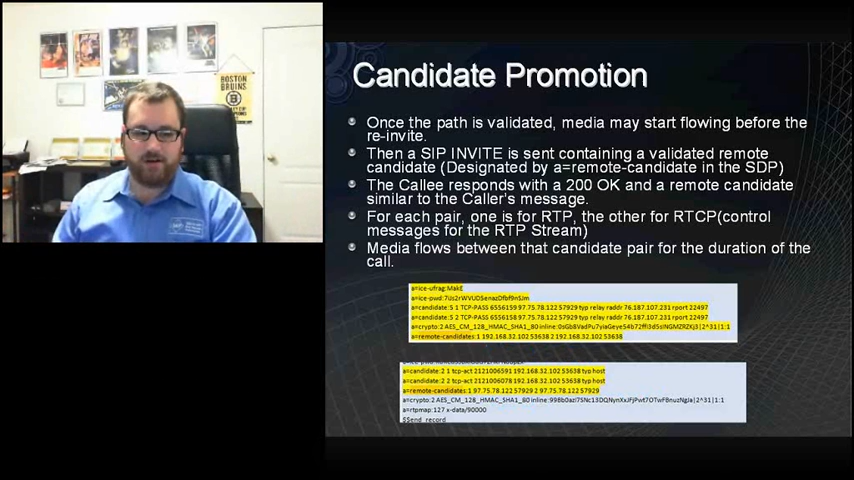 BOSTON
BRUINS
Candidate Promotion
Once the path is validated, media may start flowing before the
re-invite.
Then a SIP INVITE is sent containing a validated remote
candidate (Designated by a=remote-candidate in the SDP)
The Callee responds with a 200 OK and a remote candidate
similar to the Caller's message.
For each pair, one is for RTP, the other for RTCP(control
messages for the RTP Stream)
Media flows between that candidate pair for the duration of the
call.
a=ice-ufrag:MakE
a=candidate:5 1 TCP-PASS 6556159 97.75.78.122 57929 typ relay raddr 76.187.107.231 rport 22497
a=candidate:5 2 TCP-PASS 6556158 97.75.78.122 57929 typ relay raddr 76.187.107.231 rport 22497
a=crypto:2 AES_CM_128_HMAC_SHA1_80
a=remote-candidates:1 192.168.32.102 53638 2 192.168.32.102 53638
a=candidate:2 1 tcp-act 2121006591 192.168.32.102 53638 typ host
a=candidate:2 2 tcp-act 2121006078 192.168.32.102 53638 typ host
a=remote-candidates:1 97.75.78.122 57929 2 97.75.78.122 57929
a=crypto:2 AES_CM_128_HMAC_SHA1_80
a=rtpmap:127 x-data/90000
$$end_record